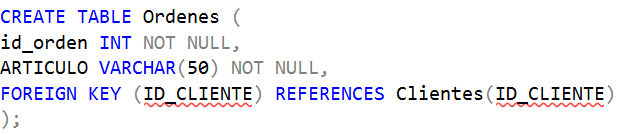 CREATE TABLE Ordenes (
id_orden INT NOT NULL,
ARTICULO VARCHAR(50) NOT NULL,
FOREIGN KEY (ID_CLIENTE) REFERENCES Clientes(ID_CLIENTE)
);